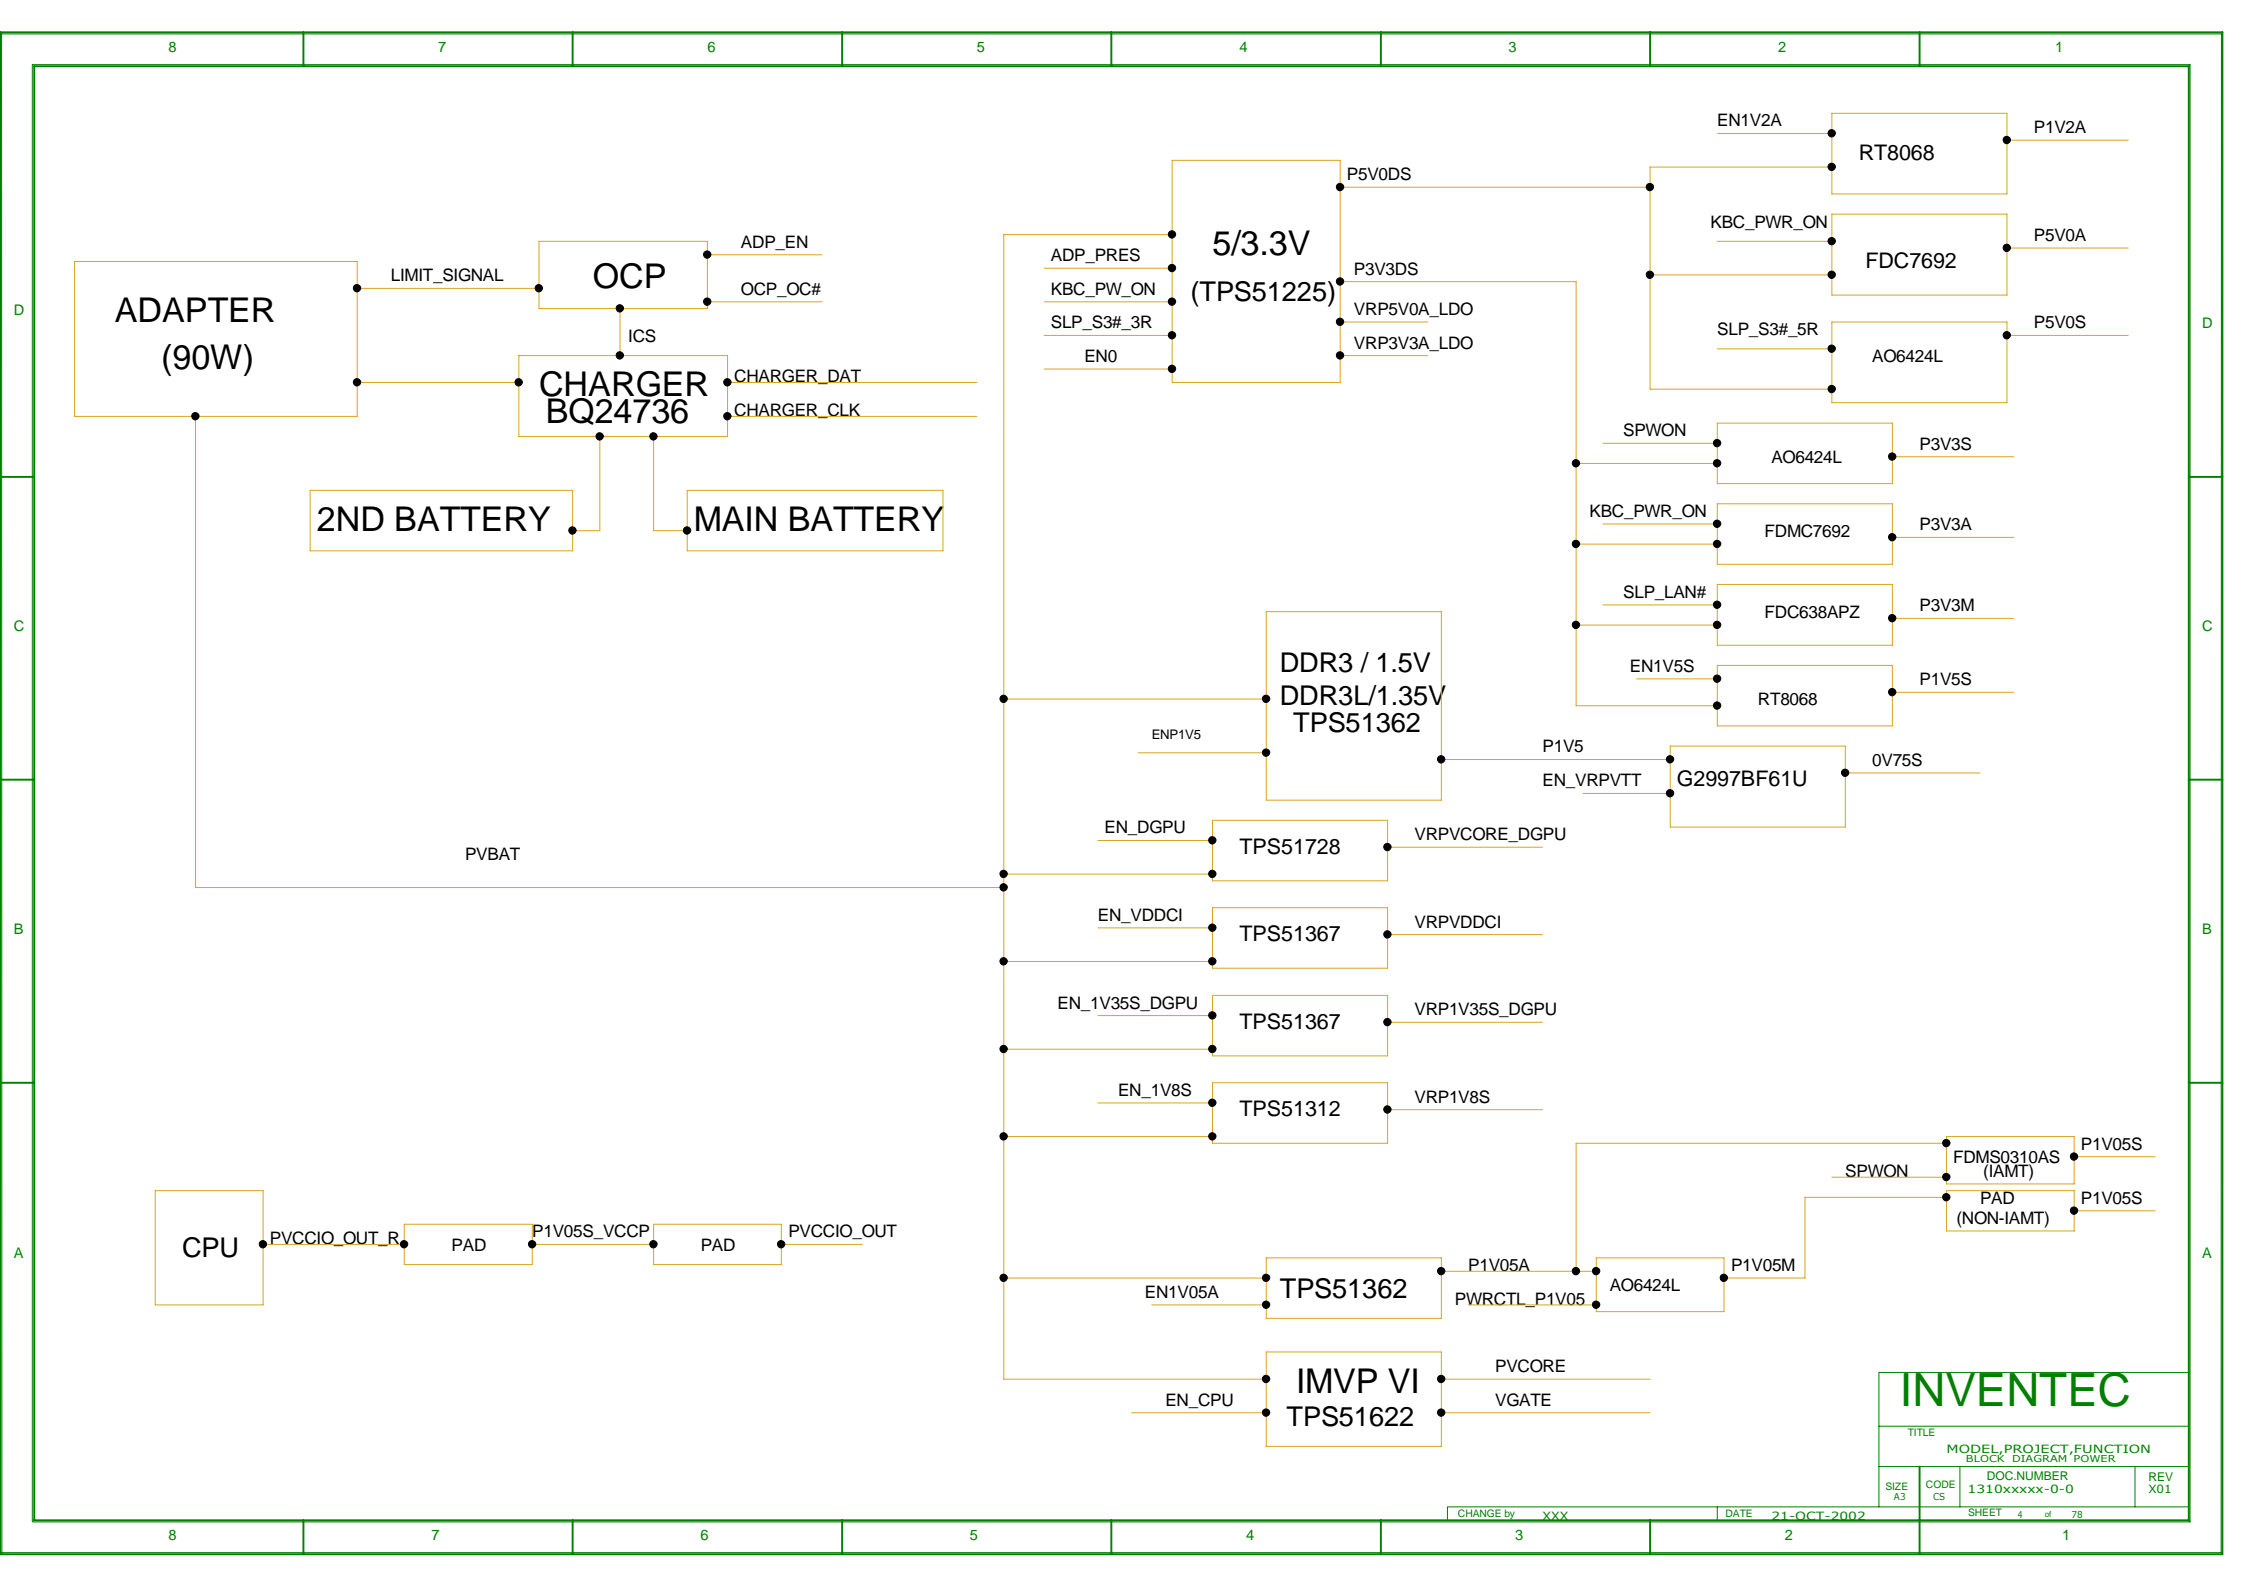 8 7 6 5 4 3 2 1
D
C
B
A
ADAPTER
(90W)
LIMIT_SIGNAL
OCP
ADP_EN
OCP_OC#
ICS
CHARGER
BQ24736
CHARGER_DAT
CHARGER_CLK
2ND BATTERY
MAIN BATTERY
PVBAT
CPU
PVCCIO_OUT_R
PAD
P1V05S_VCCP
PAD
PVCCIO_OUT
ADP_PRES
KBC_PW_ON
SLP_S3#_3R
EN0
5/3.3V
(TPS51225)
P5V0DS
P3V3DS
VRP5V0A_LDO
VRP3V3A_LDO
EN1V2A
RT8068
P1V2A
KBC_PWR_ON
FDC7692
P5V0A
SLP_S3#_5R
AO6424L
P5V0S
SPWON
AO6424L
P3V3S
KBC_PWR_ON
FDMC7692
P3V3A
SLP_LAN#
FDC638APZ
P3V3M
EN1V5S
RT8068
P1V5S
DDR3 / 1.5V
DDR3L/1.35V
TPS51362
ENP1V5
P1V5
EN_VRPVTT
G2997BF61U
0V75S
EN_DGPU
TPS51728
VRPVCORE_DGPU
EN_VDDCI
TPS51367
VRPVDDCI
EN_1V35S_DGPU
TPS51367
VRP1V35S_DGPU
EN_1V8S
TPS51312
VRP1V8S
EN1V05A
TPS51362
P1V05A
PWRCTL_P1V05
AO6424L
P1V05M
SPWON
FDMS0310AS
(IAMT)
P1V05S
PAD
(NON-IAMT)
P1V05S
EN_CPU
IMVP VI
TPS51622
PVCORE
VGATE
D
C
B
A
INVENTEC
TITLE
MODEL,PROJECT,FUNCTION
BLOCK DIAGRAM POWER
SIZE
A3
CODE
CS
DOC.NUMBER
1310xxxxx-0-0
REV
X01
CHANGE by XXX
DATE 21-OCT-2002
SHEET 4 of 78
8 7 6 5 4 3 2 1